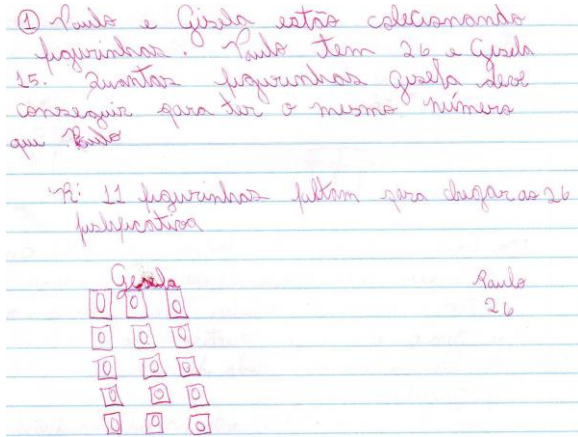 ① Paulo e Gisela estão colecionando
figurinhas. Paulo tem 26 e Gisela
15. Quantas figurinhas Gisela deve
conseguir para ter o mesmo número
que Paulo
R: 11 figurinhas faltam para chegar as 26
justificativa
Gisela
Paulo
26